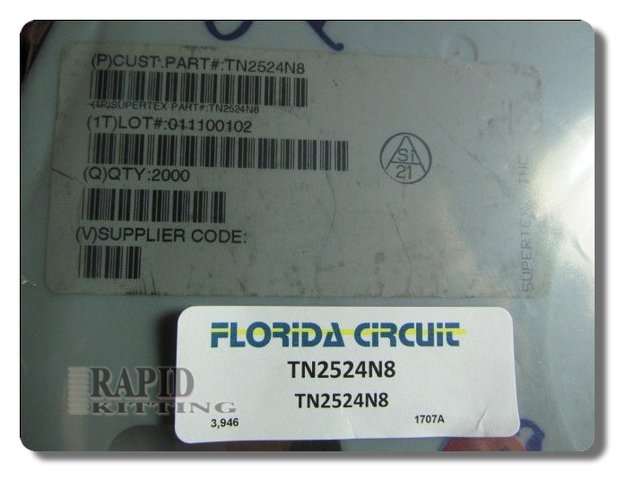 (P)CUST.PART#:TN2524N8
(1P)SUPERTEX PART#:TN2524N8
(1T)LOT#:011100102
(Q)QTY:2000
(V)SUPPLIER CODE:
S1
21
SUPERTEX INC
FLORIDA CIRCUIT
TN2524N8
TN2524N8
3,946 1707A
RAPID
KITTING